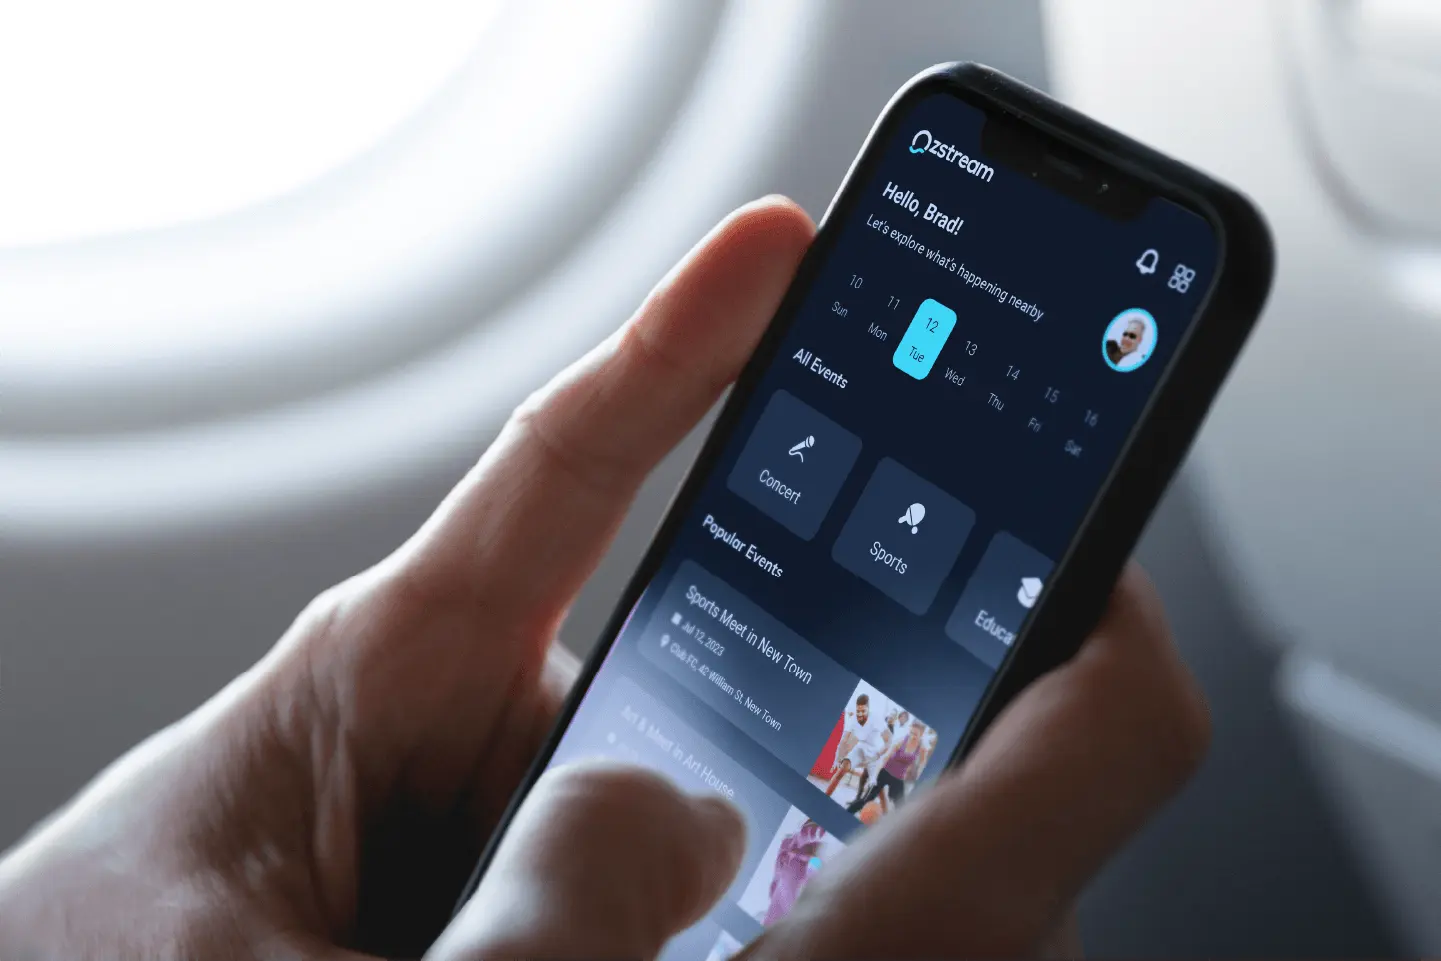 Ozstream
Hello, Brad!
Let's explore what's happening nearby
10 11 12 13 14 15 16
Sun Mon Tue Wed Thu Fri Sat
All Events
Concert
Sports
Educa
Popular Events
Sports Meet in New Town
Jul 12, 2023
Club FC, 42 William St, New Town
Art & Meet in Art House